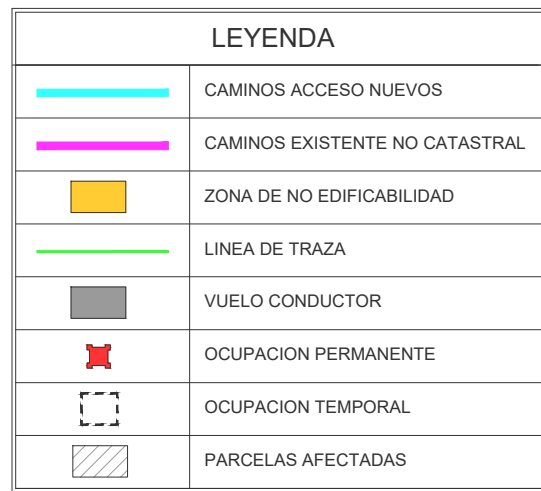 LEYENDA
CAMINOS ACCESO NUEVOS
CAMINOS EXISTENTE NO CATASTRAL
ZONA DE NO EDIFICABILIDAD
LINEA DE TRAZA
VUELO CONDUCTOR
OCUPACION PERMANENTE
OCUPACION TEMPORAL
PARCELAS AFECTADAS